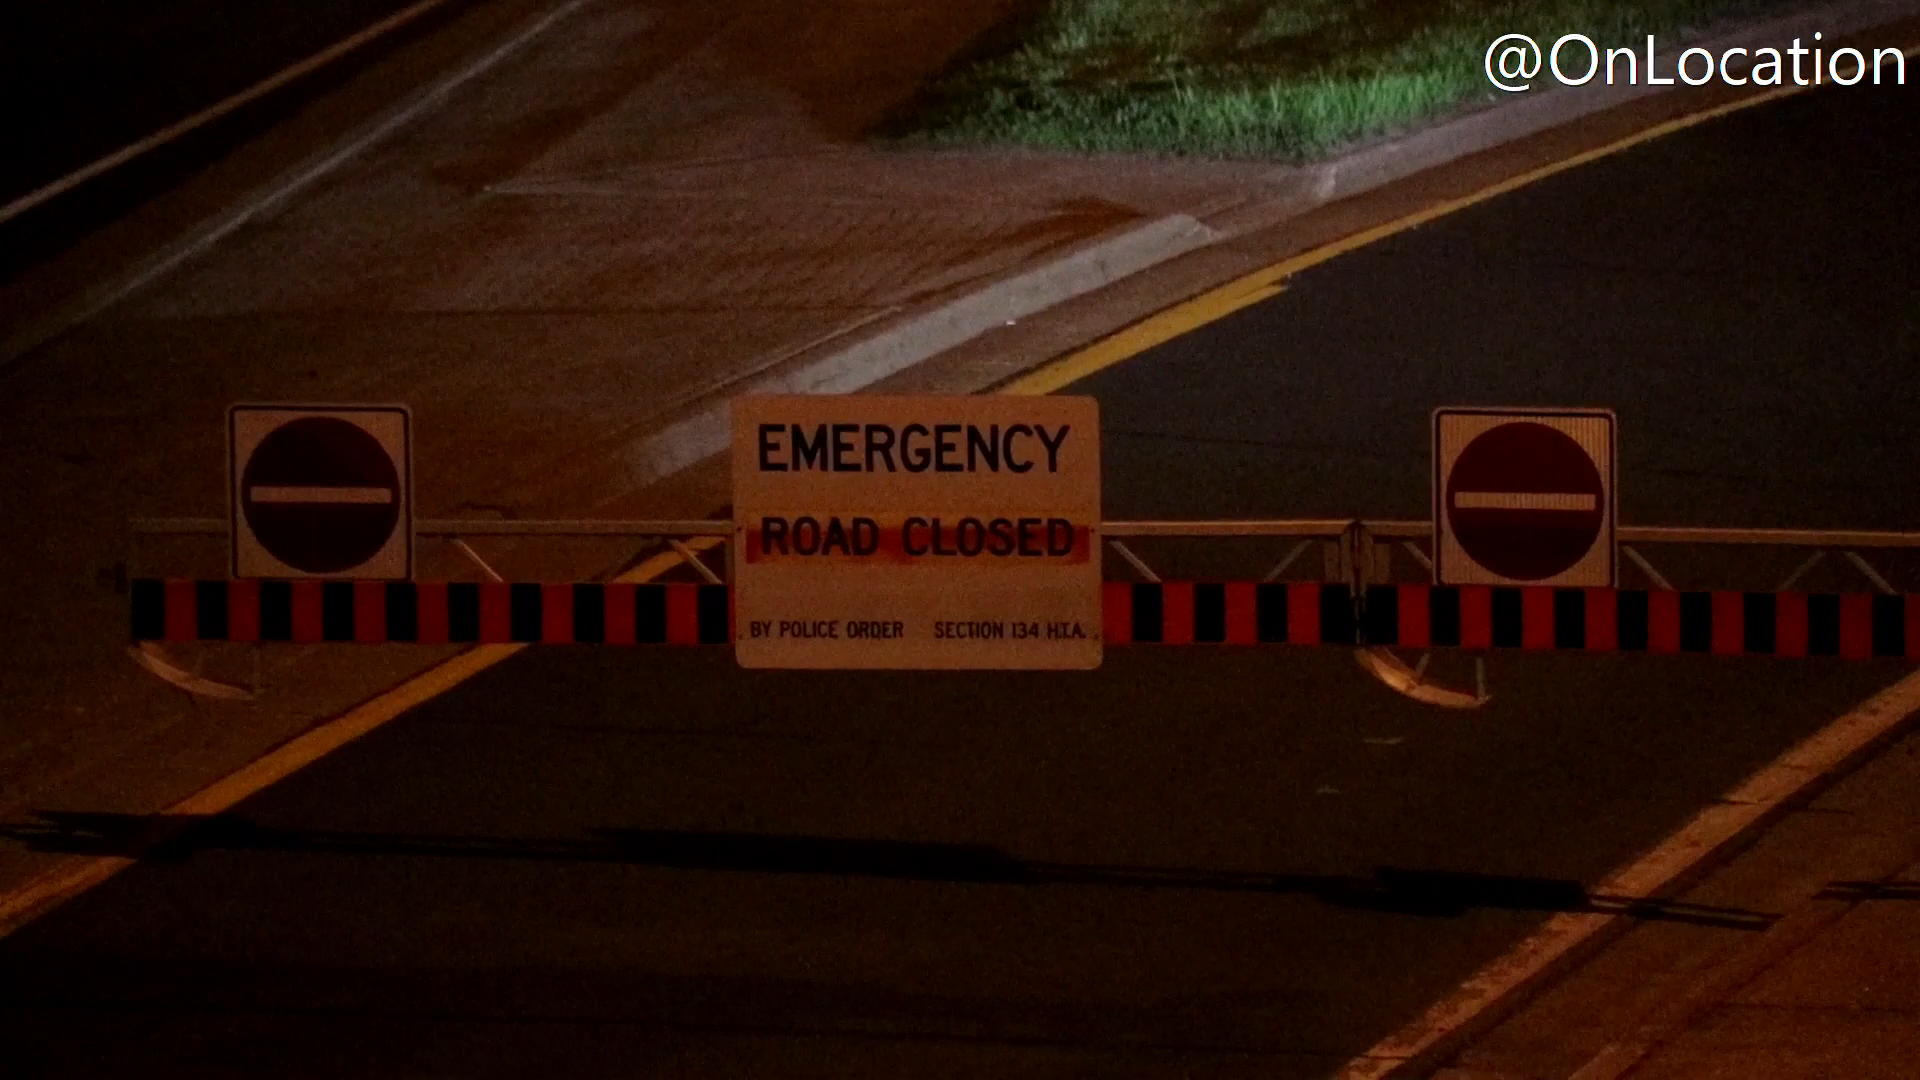 @OnLocation
EMERGENCY
ROAD CLOSED
BY POLICE ORDER SECTION 134 H.T.A.